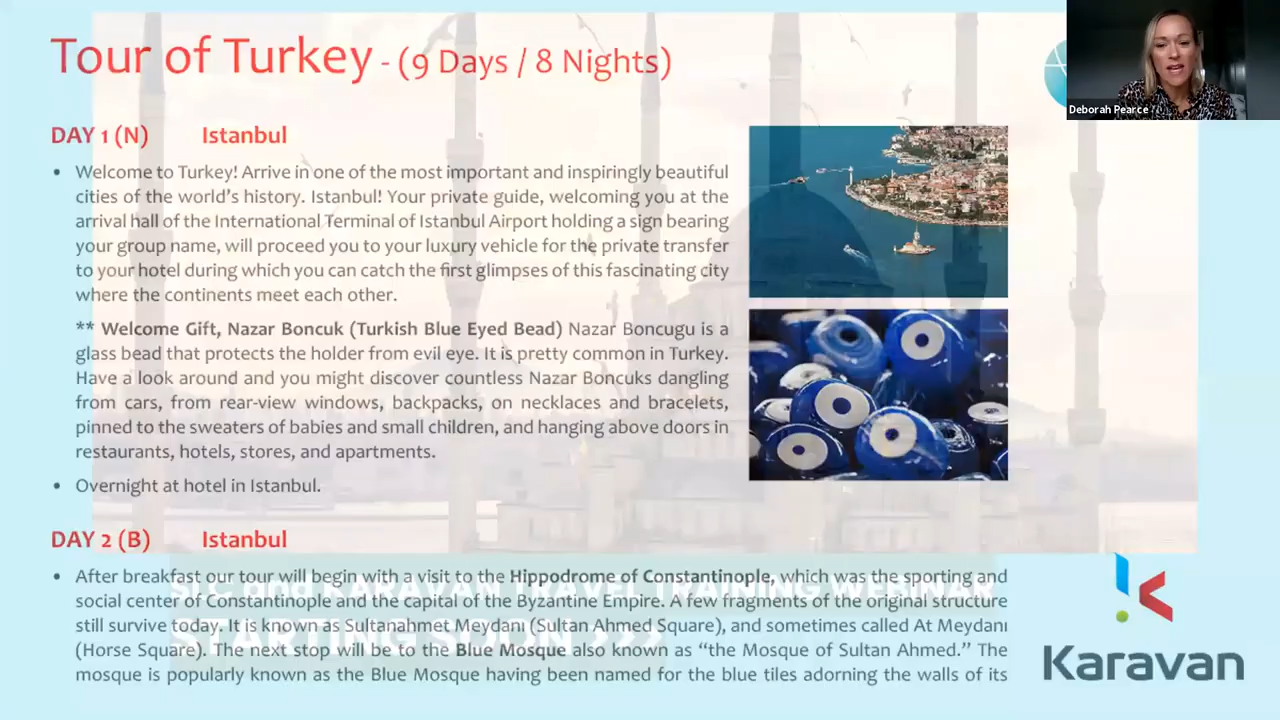 Tour of Turkey - (9 Days / 8 Nights)
Deborah Pearce
DAY 1 (N) Istanbul
• Welcome to Turkey! Arrive in one of the most important and inspiringly beautiful
cities of the world's history. Istanbul! Your private guide, welcoming you at the
arrival hall of the International Terminal of Istanbul Airport holding a sign bearing
your group name, will proceed you to your luxury vehicle for the private transfer
to your hotel during which you can catch the first glimpses of this fascinating city
where the continents meet each other.
** Welcome Gift, Nazar Boncuk (Turkish Blue Eyed Bead) Nazar Boncugu is a
glass bead that protects the holder from evil eye. It is pretty common in Turkey.
Have a look around and you might discover countless Nazar Boncuks dangling
from cars, from rear-view windows, backpacks, on necklaces and bracelets,
pinned to the sweaters of babies and small children, and hanging above doors in
restaurants, hotels, stores, and apartments.
• Overnight at hotel in Istanbul.
DAY 2 (B) Istanbul
• After breakfast our tour will begin with a visit to the Hippodrome of Constantinople, which was the sporting and
social center of Constantinople and the capital of the Byzantine Empire. A few fragments of the original structure
still survive today. It is known as Sultanahmet Meydanı (Sultan Ahmed Square), and sometimes called At Meydanı
(Horse Square). The next stop will be to the Blue Mosque also known as “the Mosque of Sultan Ahmed.” The
mosque is popularly known as the Blue Mosque having been named for the blue tiles adorning the walls of its
SLC and KARAVAN TRAVEL TRAINING WEBINAR
STARTING SOON >>>
Karavan